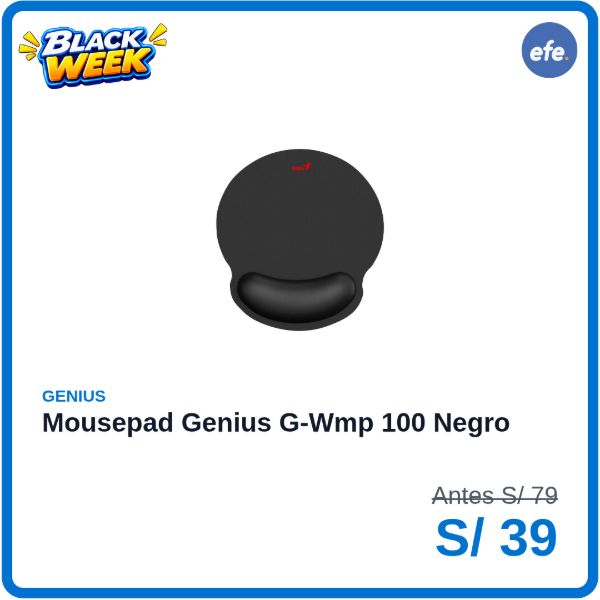 BLACK
WEEK
efe.
GENIUS
Mousepad Genius G-Wmp 100 Negro
Antes S/ 79
S/ 39